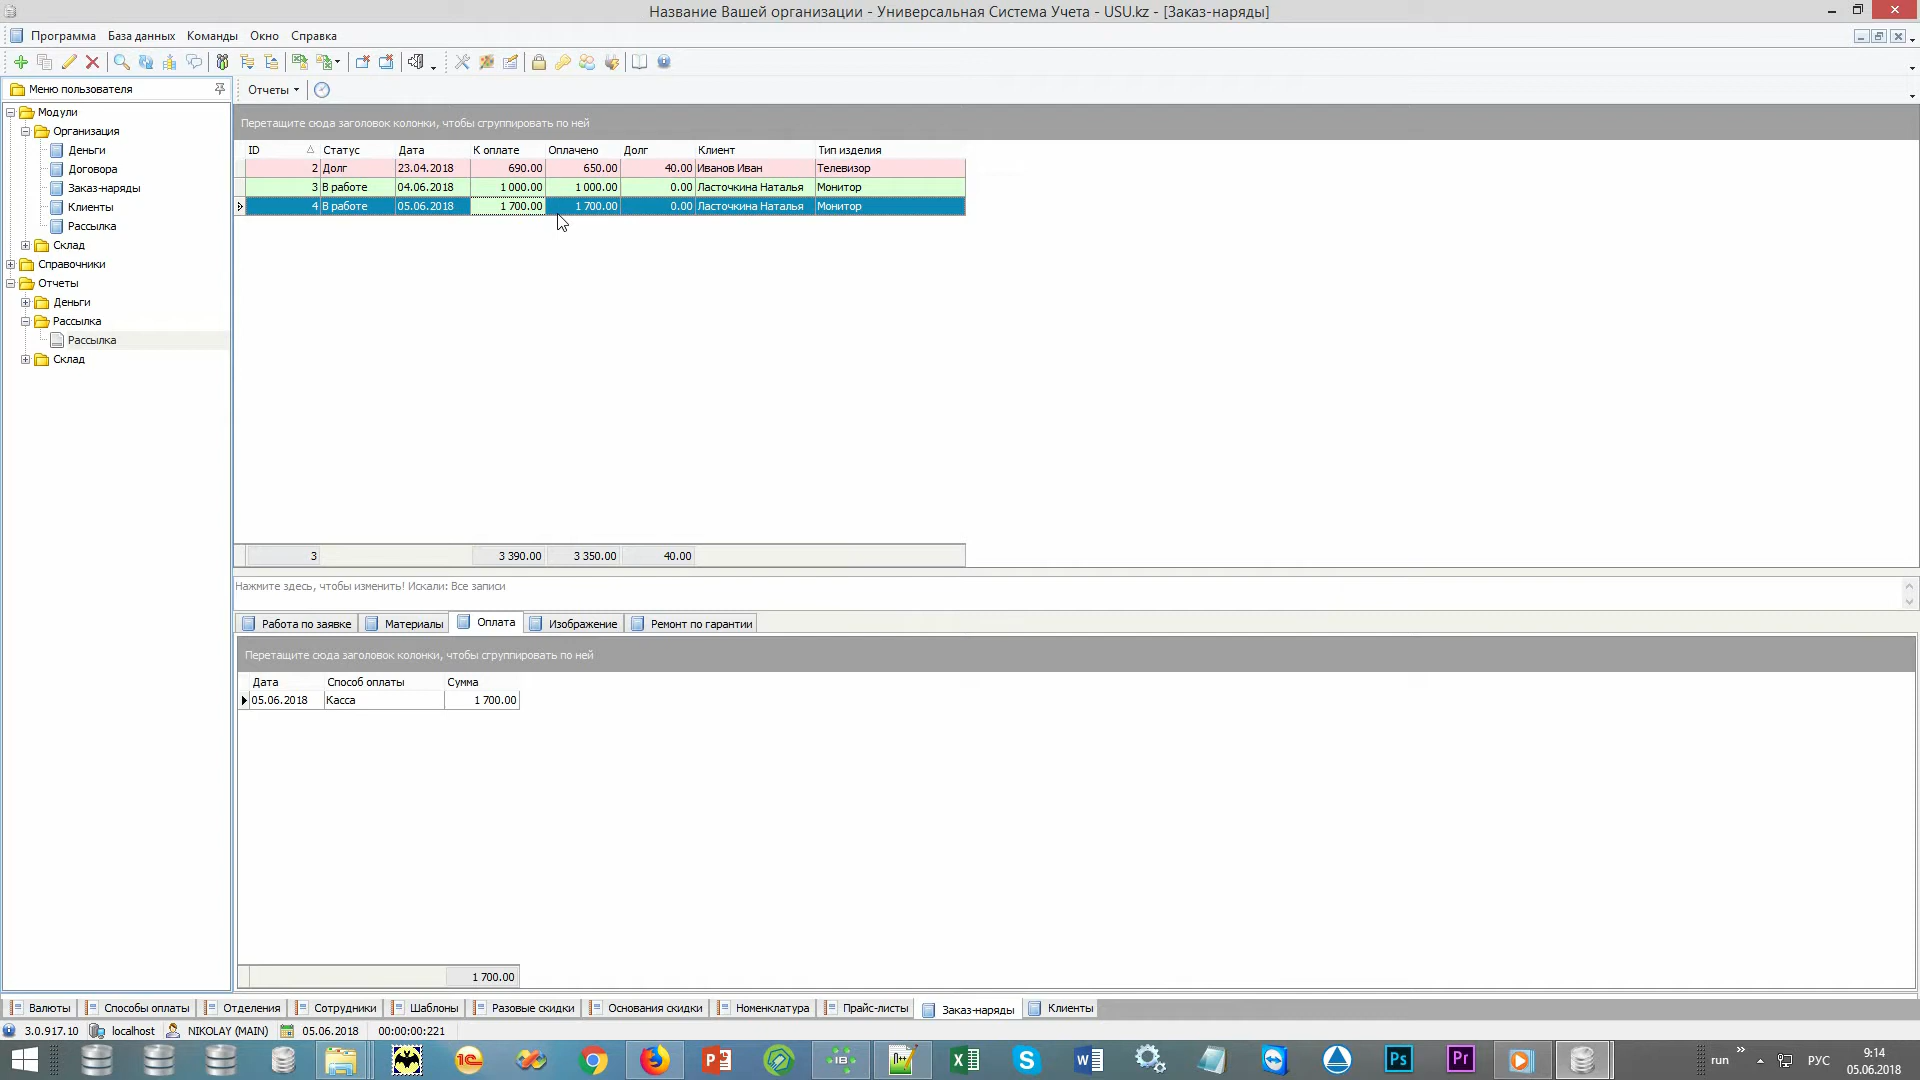 Название Вашей организации - Универсальная Система Учета - USU.kz - [Заказ-наряды]
Программа База данных Команды Окно Справка
Меню пользователя
Отчеты
Модули
Организация
Деньги
Договора
Заказ-наряды
Клиенты
Рассылка
Склад
Справочники
Отчеты
Деньги
Рассылка
Рассылка
Склад
Перетащите сюда заголовок колонки, чтобы сгруппировать по ней
ID Статус Дата К оплате Оплачено Долг Клиент Тип изделия
2 Долг 23.04.2018 690.00 650.00 40.00 Иванов Иван Телевизор
3 В работе 04.06.2018 1 000.00 1 000.00 0.00 Ласточкина Наталья Монитор
4 В работе 05.06.2018 1 700.00 1 700.00 0.00 Ласточкина Наталья Монитор
3 3 390.00 3 350.00 40.00
Нажмите здесь, чтобы изменить! Искали: Все записи
Работа по заявке Материалы Оплата Изображение Ремонт по гарантии
Перетащите сюда заголовок колонки, чтобы сгруппировать по ней
Дата Способ оплаты Сумма
05.06.2018 Касса 1 700.00
1 700.00
Валюты Способы оплаты Отделения Сотрудники Шаблоны Разовые скидки Основания скидки Номенклатура Прайс-листы Заказ-наряды Клиенты
3.0.917.10 localhost NIKOLAY (MAIN) 05.06.2018 00:00:00:221
run » РУС 9:14
05.06.2018